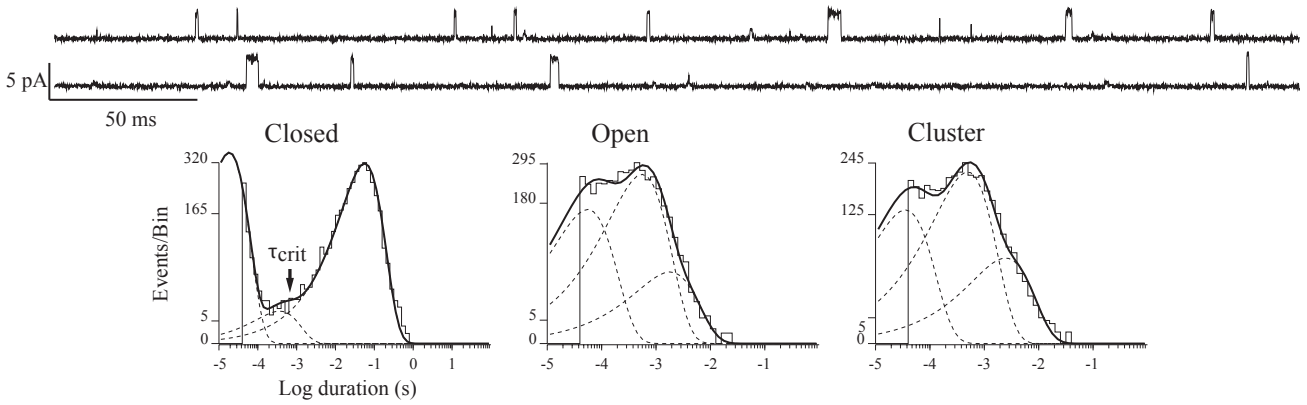 5 pA
50 ms
Closed Open Cluster
Events/Bin
320
165
5
0
τcrit
-5 -4 -3 -2 -1 0 1
Log duration (s)
295
180
5
0
-5 -4 -3 -2 -1
245
125
5
0
-5 -4 -3 -2 -1